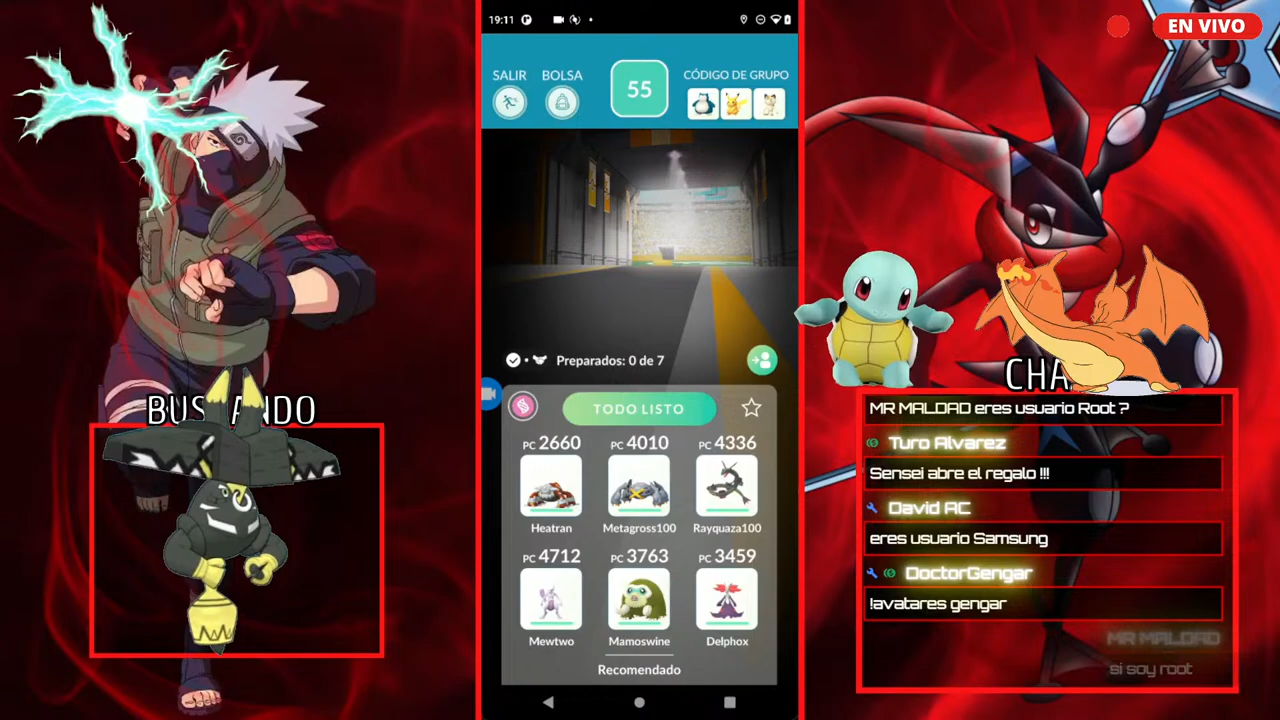 19:11
EN VIVO
SALIR
BOLSA
55
CÓDIGO DE GRUPO
Preparados: 0 de 7
TODO LISTO
PC 2660
PC 4010
PC 4336
Heatran
Metagross100
Rayquaza100
PC 4712
PC 3763
PC 3459
Mewtwo
Mamoswine
Delphox
Recomendado
BUS ANDO
CHA
MR MALDAD eres usuario Root ?
Turo Alvarez
Sensei abre el regalo !!!
David AC
eres usuario Samsung
DoctorGengar
!avatares gengar
MR MALDAD
si soy root